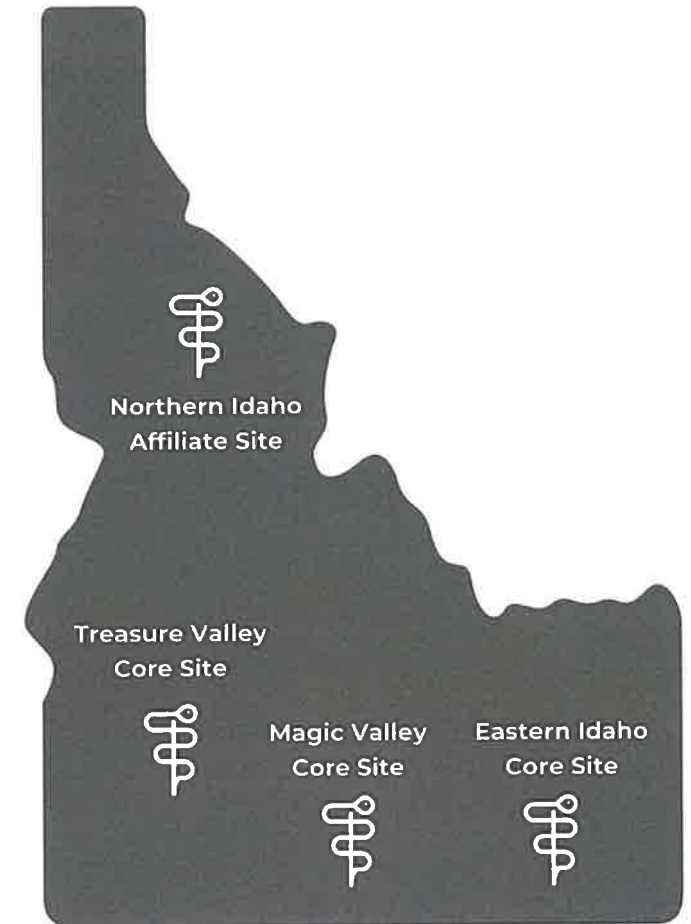 Northern Idaho
Affiliate Site
Treasure Valley
Core Site
Magic Valley
Core Site
Eastern Idaho
Core Site